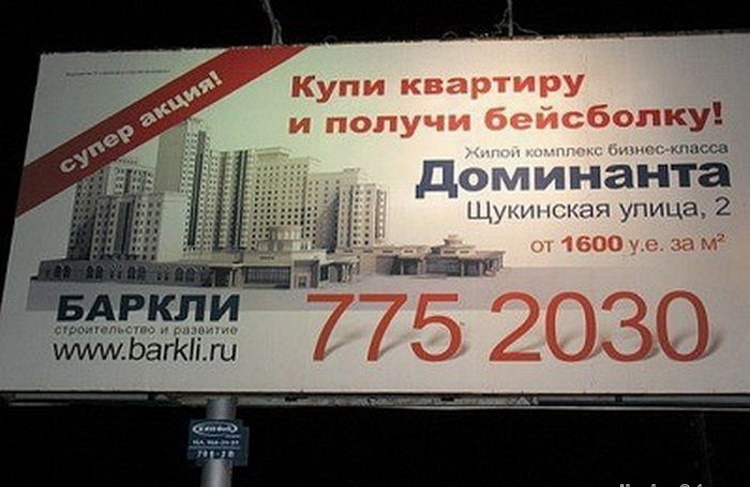 супер акция!
Купи квартиру
и получи бейсболку!
Жилой комплекс бизнес-класса
Доминанта
Щукинская улица, 2
от 1600 у.е. за м²
БАРКЛИ
строительство и развитие
www.barkli.ru
775 2030